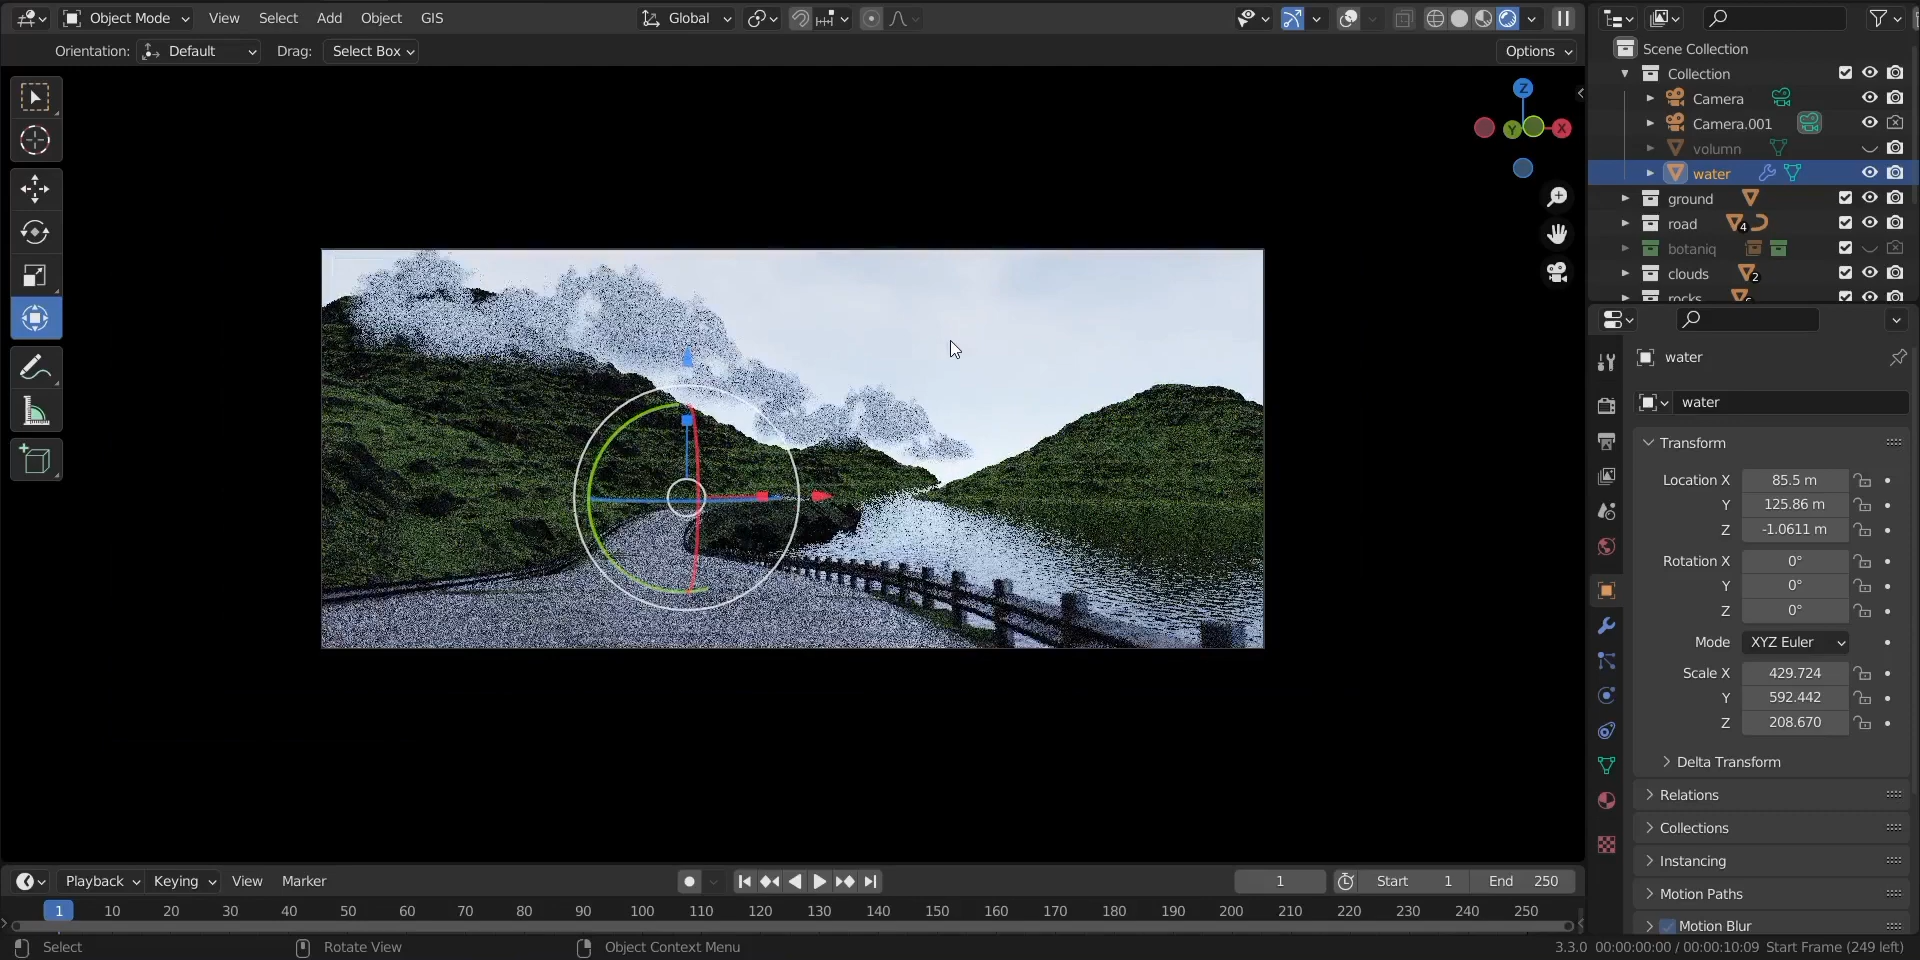 Object Mode View Select Add Object GIS Global
Orientation: Default Drag: Select Box Options
Z
Y
X
Scene Collection
Collection
Camera
Camera.001
volumn
water
ground
road 4
botaniq
clouds 2
rocks
water
water
Transform
Location X 85.5 m
Y 125.86 m
Z -1.0611 m
Rotation X 0°
Y 0°
Z 0°
Mode XYZ Euler
Scale X 429.724
Y 592.442
Z 208.670
Delta Transform
Relations
Collections
Instancing
Motion Paths
Motion Blur
Playback Keying View Marker 1 Start 1 End 250
1 10 20 30 40 50 60 70 80 90 100 110 120 130 140 150 160 170 180 190 200 210 220 230 240 250
Select Rotate View Object Context Menu 3.3.0 00:00:00:00 / 00:00:10:09 Start Frame (249 left)